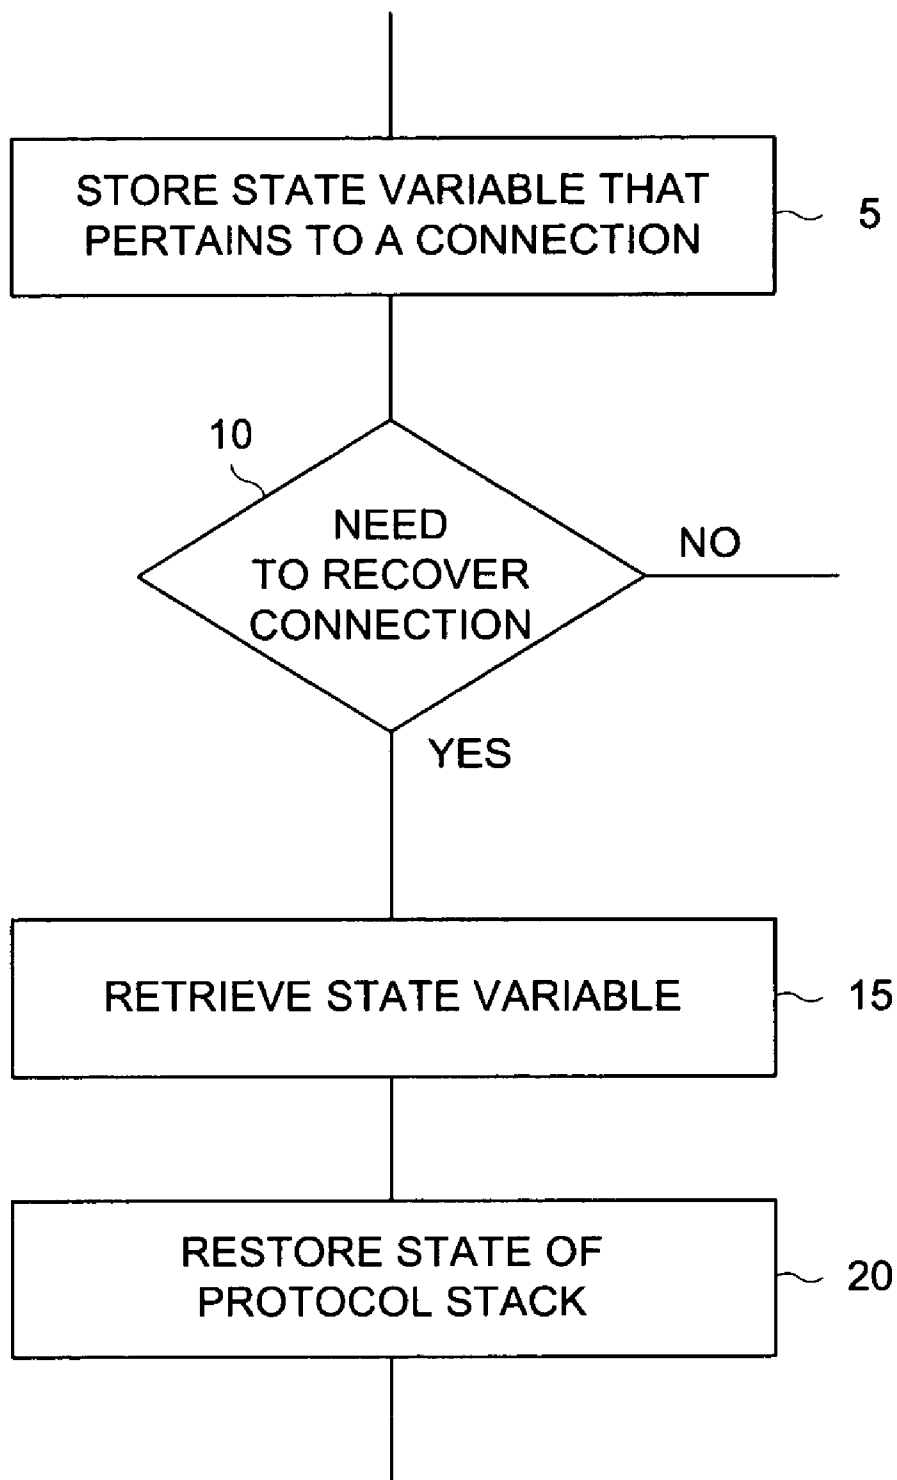 STORE STATE VARIABLE THAT
PERTAINS TO A CONNECTION
5
10
NEED
TO RECOVER
CONNECTION
NO
YES
RETRIEVE STATE VARIABLE
15
RESTORE STATE OF
PROTOCOL STACK
20